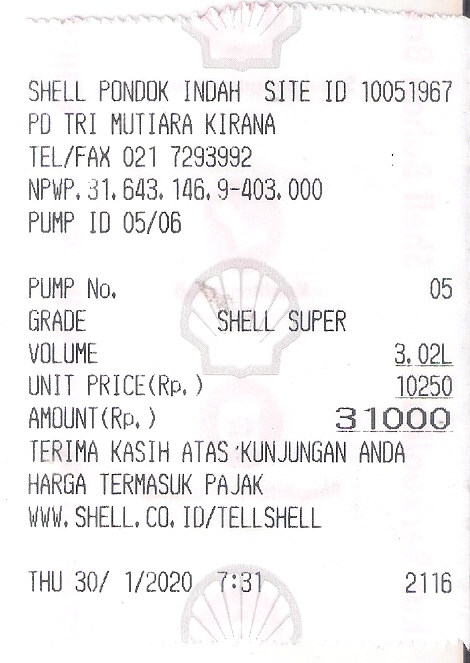 SHELL PONDOK INDAH SITE ID 10051967
PD TRI MUTIARA KIRANA
TEL/FAX 021 7293992
NPWP.31.643.146.9-403.000
PUMP ID 05/06
PUMP No. 05
GRADE SHELL SUPER
VOLUME 3.02L
UNIT PRICE(Rp.) 10250
AMOUNT(Rp.) 31000
TERIMA KASIH ATAS KUNJUNGAN ANDA
HARGA TERMASUK PAJAK
WWW.SHELL.CO.ID/TELLSHELL
THU 30/ 1/2020 7:31 2116